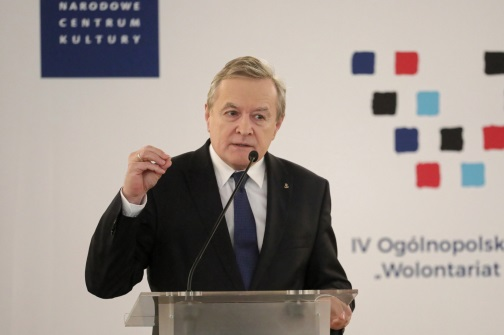 NARODOWE
CENTRUM
KULTURY
IV Ogólnopolsk
„Wolontariat